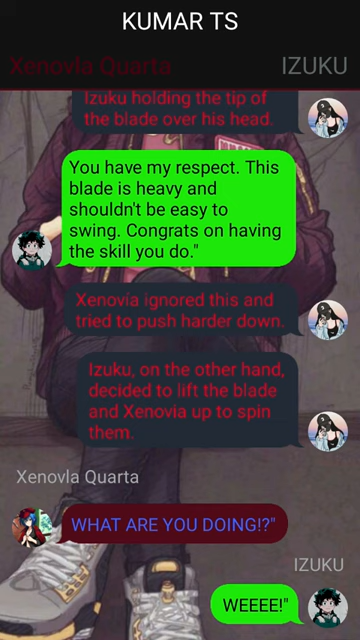 KUMAR TS
Xenovla Quarta IZUKU
Izuku holding the tip of
the blade over his head.
You have my respect. This
blade is heavy and
shouldn't be easy to
swing. Congrats on having
the skill you do."
Xenovia ignored this and
tried to push harder down.
Izuku, on the other hand,
decided to lift the blade
and Xenovia up to spin
them.
Xenovla Quarta
WHAT ARE YOU DOING!?"
IZUKU
WEEEE!"